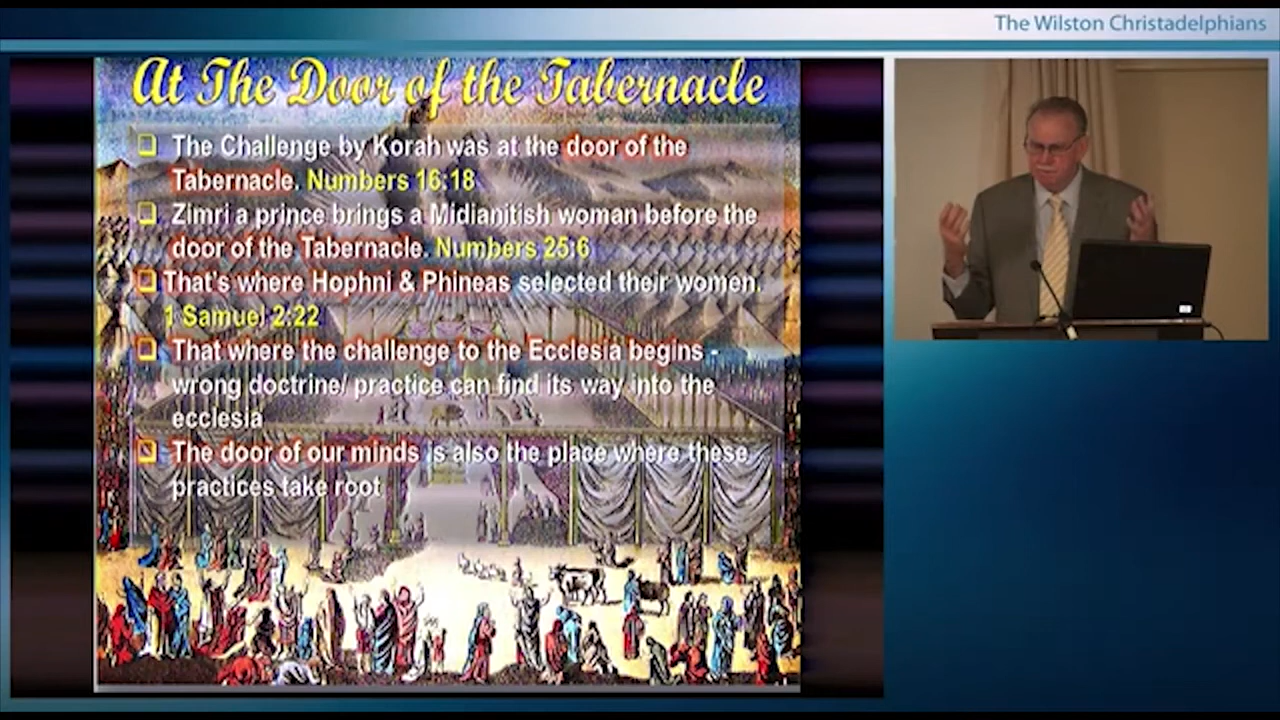 The Wilston Christadelphians
At The Door of the Tabernacle
The Challenge by Korah was at the door of the
Tabernacle. Numbers 16:18
Zimri a prince brings a Midianitish woman before the
door of the Tabernacle. Numbers 25:6
That's where Hophni & Phineas selected their women.
1 Samuel 2:22
That where the challenge to the Ecclesia begins -
wrong doctrine/ practice can find its way into the
ecclesia
The door of our minds is also the place where these
practices take root